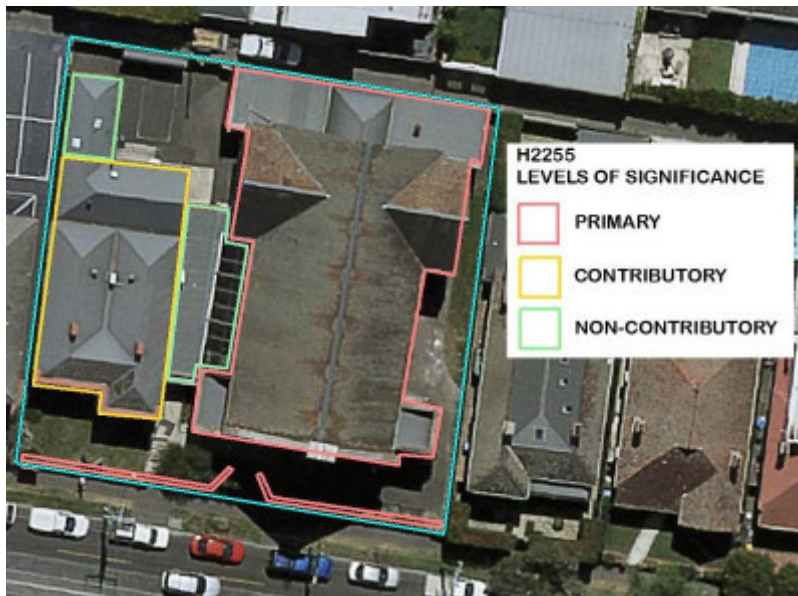 H2255
LEVELS OF SIGNIFICANCE
PRIMARY
CONTRIBUTORY
NON-CONTRIBUTORY